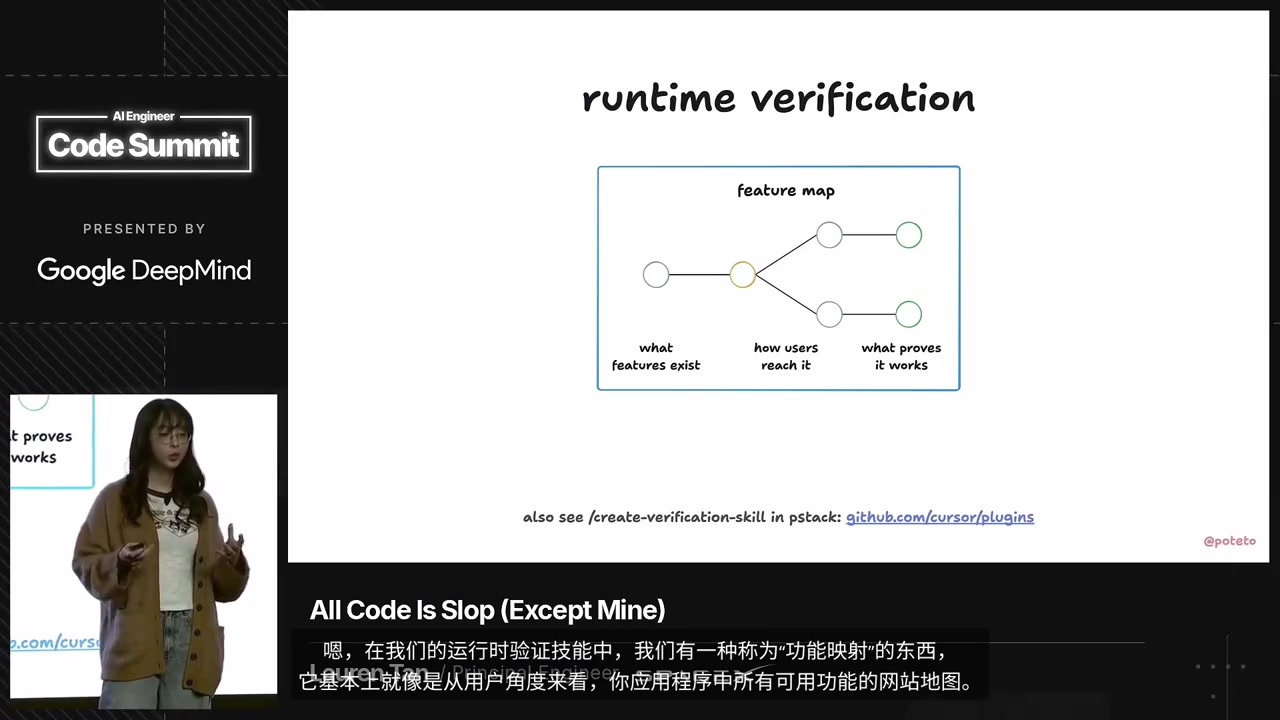 AI Engineer
Code Summit
PRESENTED BY
Google DeepMind
runtime verification
feature map
what
features exist
how users
reach it
what proves
it works
also see /create-verification-skill in pstack: github.com/cursor/plugins
@poteto
t proves
works
o.com/curs
All Code Is Slop (Except Mine)
Lauren Tan / Principal Engineer
嗯，在我们的运行时验证技能中，我们有一种称为“功能映射”的东西，
它基本上就像是从用户角度来看，你应用程序中所有可用功能的网站地图。